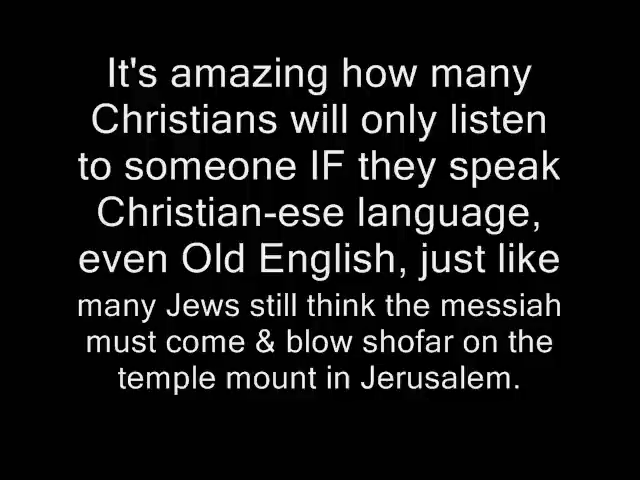 It's amazing how many
Christians will only listen
to someone IF they speak
Christian-ese language,
even Old English, just like
many Jews still think the messiah
must come & blow shofar on the
temple mount in Jerusalem.